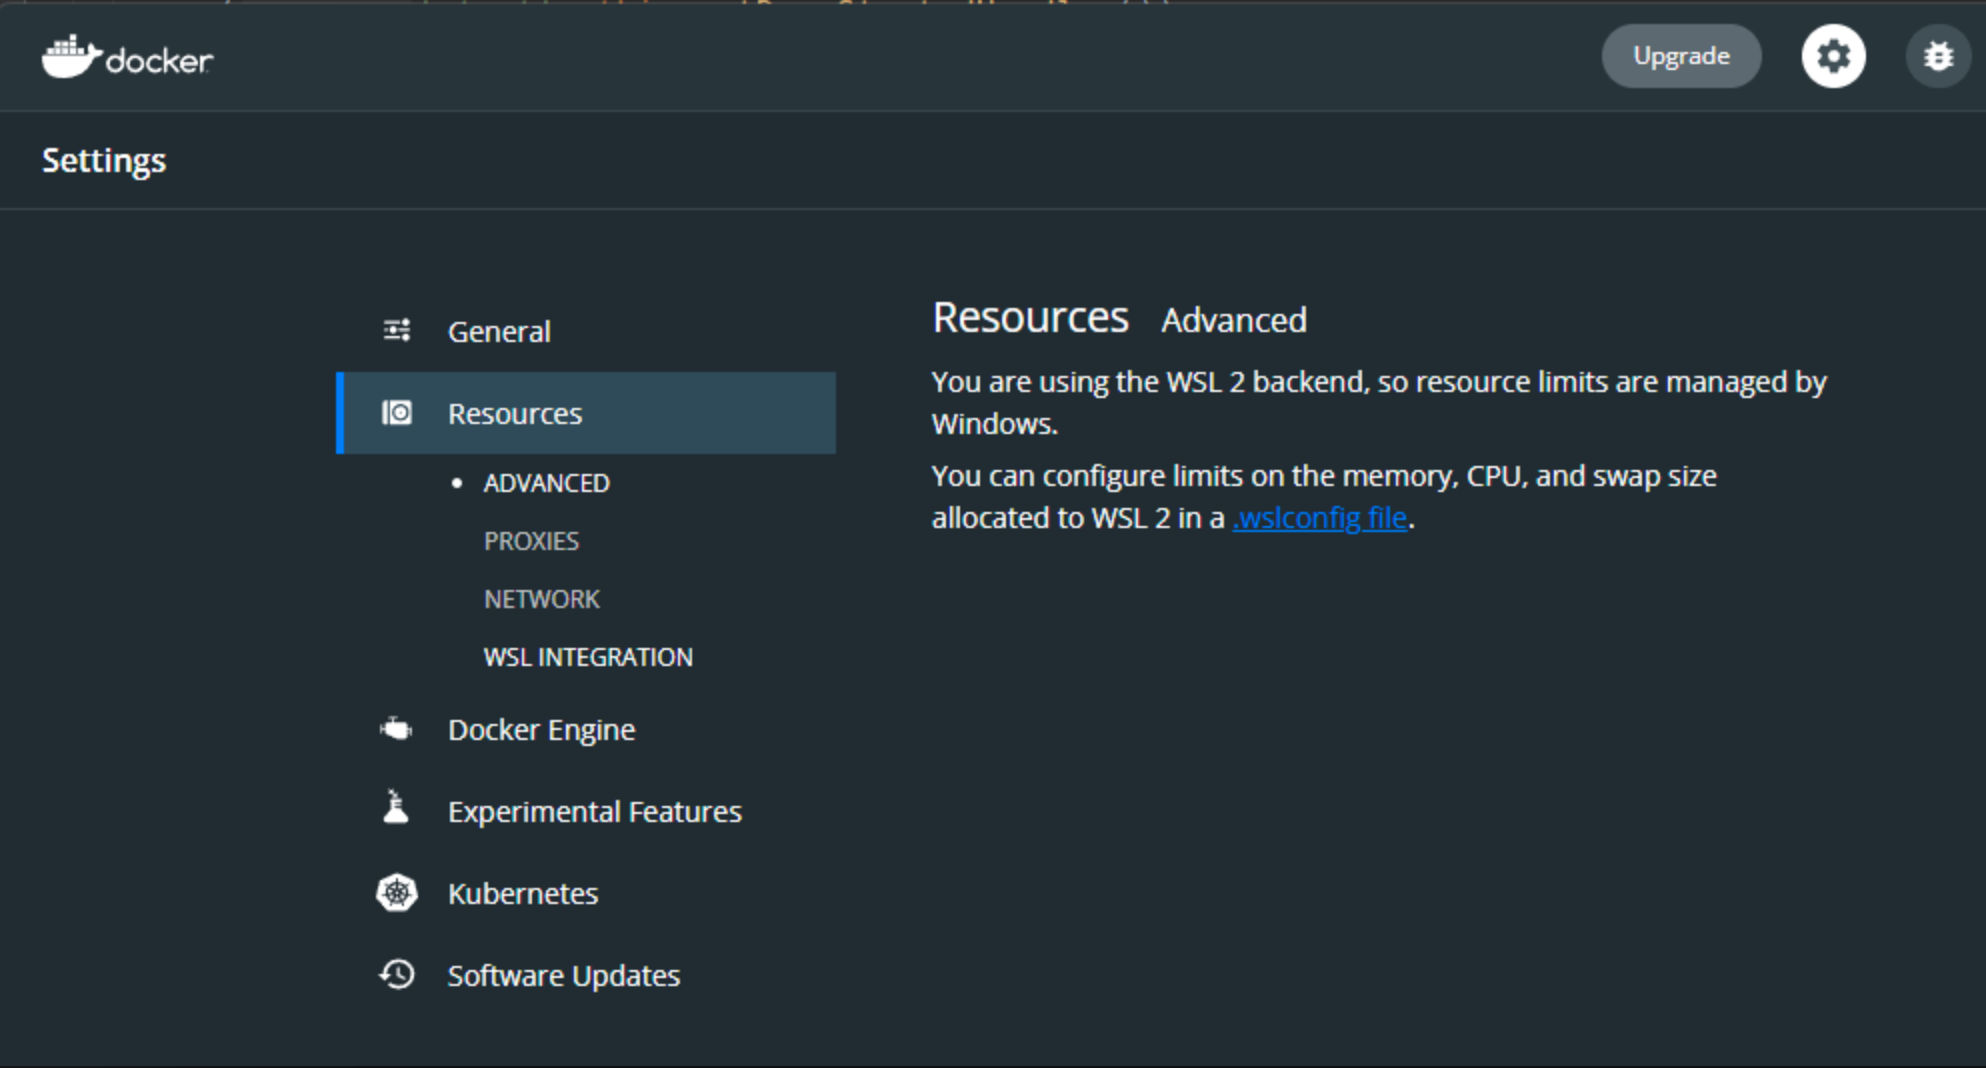 docker
Upgrade
Settings
General
Resources
ADVANCED
PROXIES
NETWORK
WSL INTEGRATION
Docker Engine
Experimental Features
Kubernetes
Software Updates
Resources Advanced
You are using the WSL 2 backend, so resource limits are managed by
Windows.
You can configure limits on the memory, CPU, and swap size
allocated to WSL 2 in a .wslconfig file.